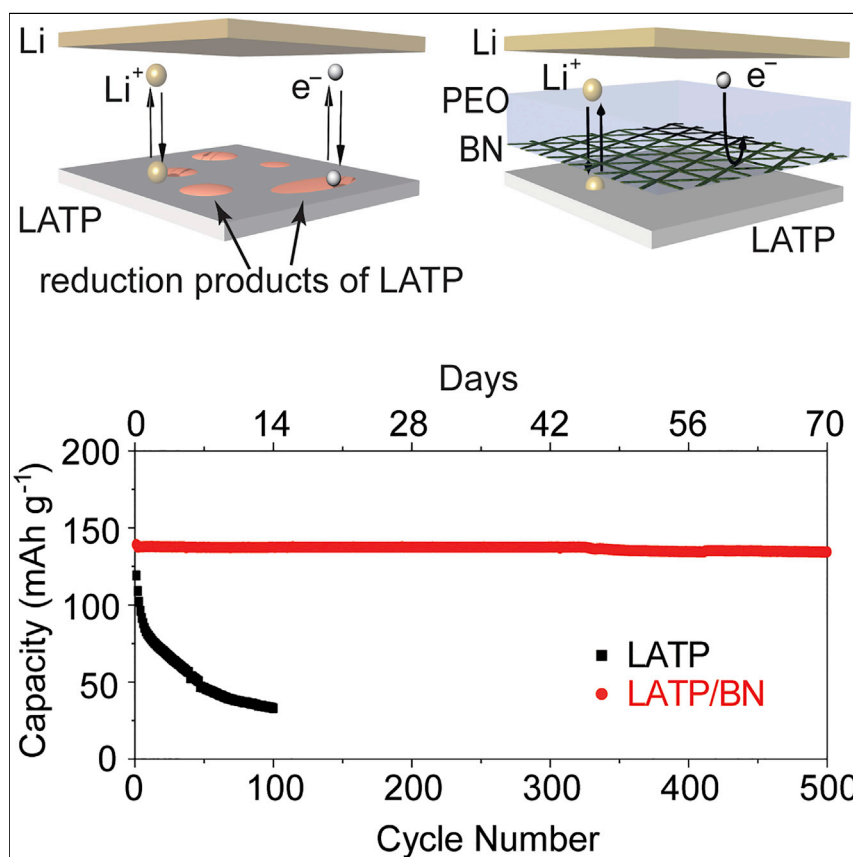 Li
Li⁺
e⁻
LATP
reduction products of LATP
Li
Li⁺
e⁻
PEO
BN
LATP
Days
0 14 28 42 56 70
Capacity (mAh g⁻¹)
200
150
100
50
0
LATP
LATP/BN
0 100 200 300 400 500
Cycle Number